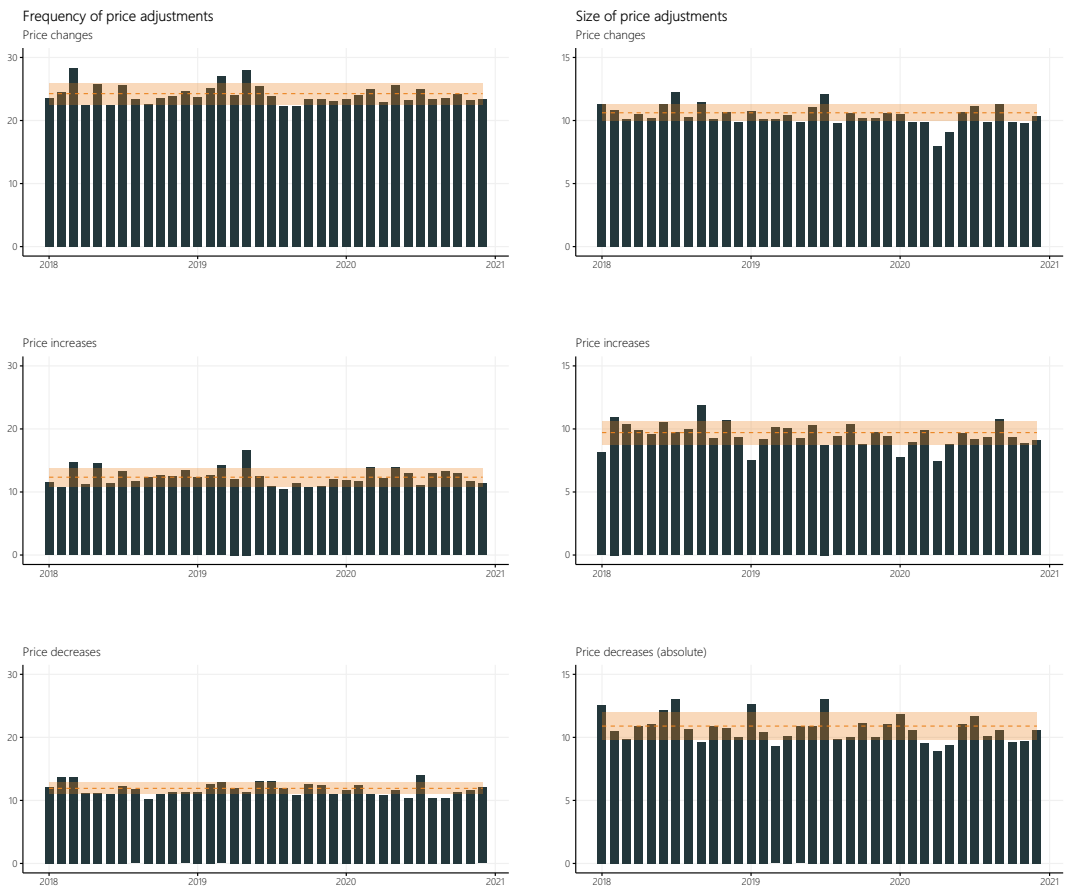 Frequency of price adjustments
Price changes
30
20
10
0
2018 2019 2020 2021
Size of price adjustments
Price changes
15
10
5
0
2018 2019 2020 2021
Price increases
30
20
10
0
2018 2019 2020 2021
Price increases
15
10
5
0
2018 2019 2020 2021
Price decreases
30
20
10
0
2018 2019 2020 2021
Price decreases (absolute)
15
10
5
0
2018 2019 2020 2021